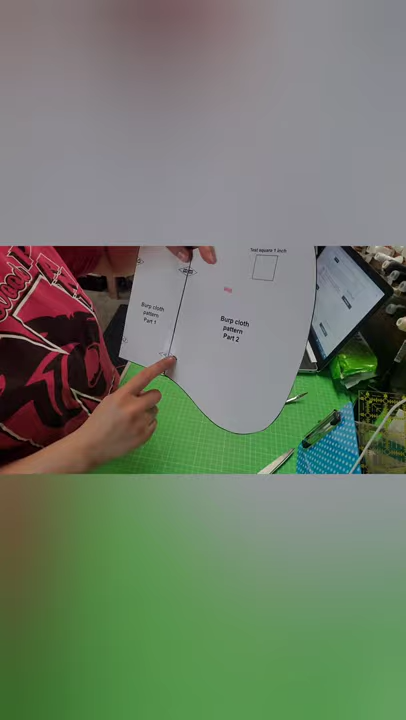 Test square 1 inch
Burp cloth
pattern
Part 1
Burp cloth
pattern
Part 2